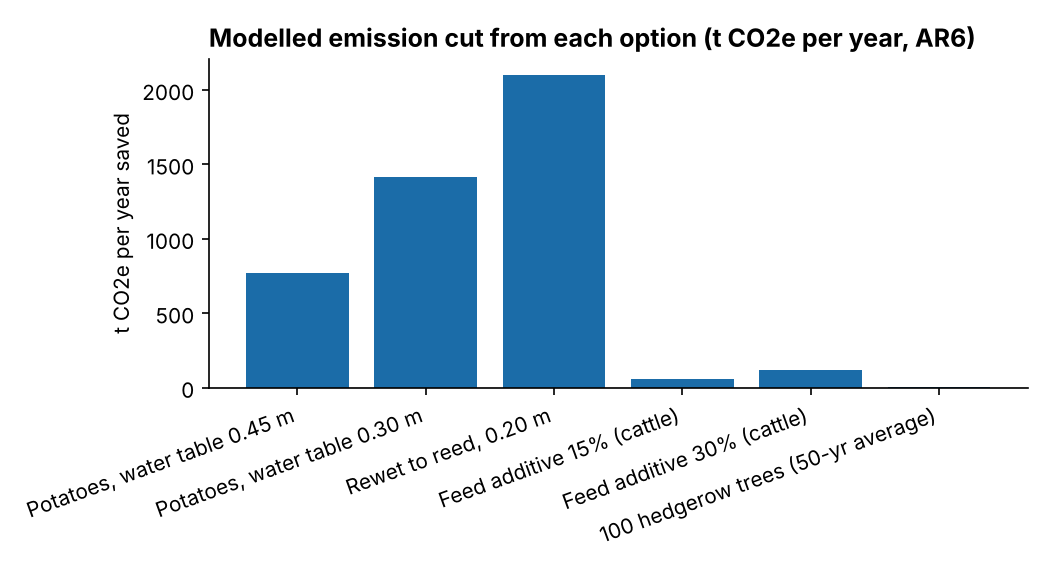 Modelled emission cut from each option (t CO2e per year, AR6)
t CO2e per year saved
2000
1500
1000
500
0
Potatoes, water table 0.45 m
Potatoes, water table 0.30 m
Rewet to reed, 0.20 m
Feed additive 15% (cattle)
Feed additive 30% (cattle)
100 hedgerow trees (50-yr average)